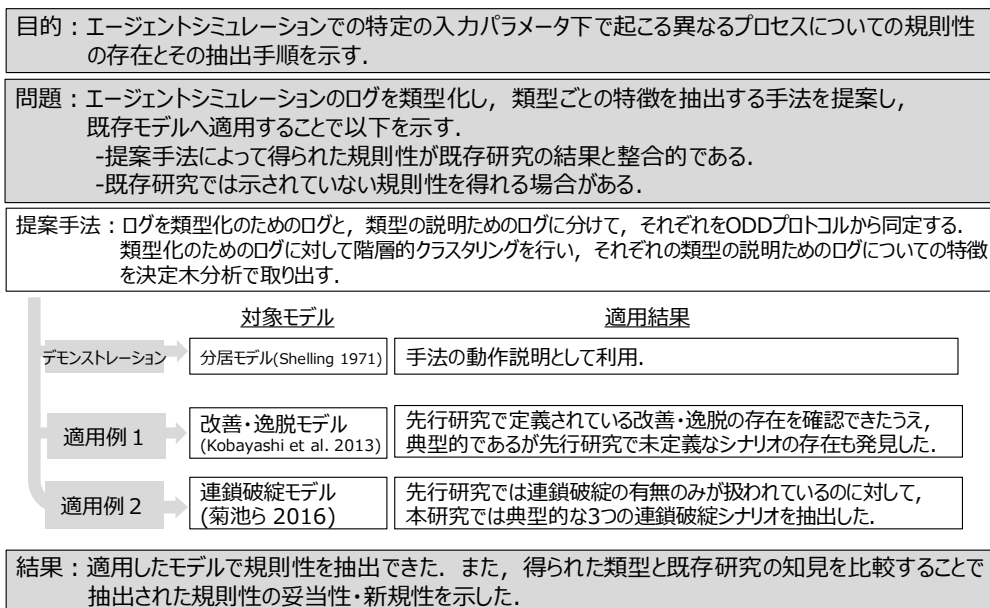 目的：エージェントシミュレーションでの特定の入力パラメータ下で起こる異なるプロセスについての規則性
の存在とその抽出手順を示す．
問題：エージェントシミュレーションのログを類型化し，類型ごとの特徴を抽出する手法を提案し，
既存モデルへ適用することで以下を示す．
-提案手法によって得られた規則性が既存研究の結果と整合的である．
-既存研究では示されていない規則性を得れる場合がある．
提案手法：ログを類型化のためのログと，類型の説明ためのログに分けて，それぞれをODDプロトコルから同定する．
類型化のためのログに対して階層的クラスタリングを行い，それぞれの類型の説明ためのログについての特徴
を決定木分析で取り出す．
対象モデル
適用結果
デモンストレーション
分居モデル(Shelling 1971)
手法の動作説明として利用．
適用例１
改善・逸脱モデル
(Kobayashi et al. 2013)
先行研究で定義されている改善・逸脱の存在を確認できたうえ，
典型的であるが先行研究で未定義なシナリオの存在も発見した．
適用例２
連鎖破綻モデル
(菊池ら 2016)
先行研究では連鎖破綻の有無のみが扱われているのに対して，
本研究では典型的な3つの連鎖破綻シナリオを抽出した．
結果：適用したモデルで規則性を抽出できた．また，得られた類型と既存研究の知見を比較することで
抽出された規則性の妥当性・新規性を示した．